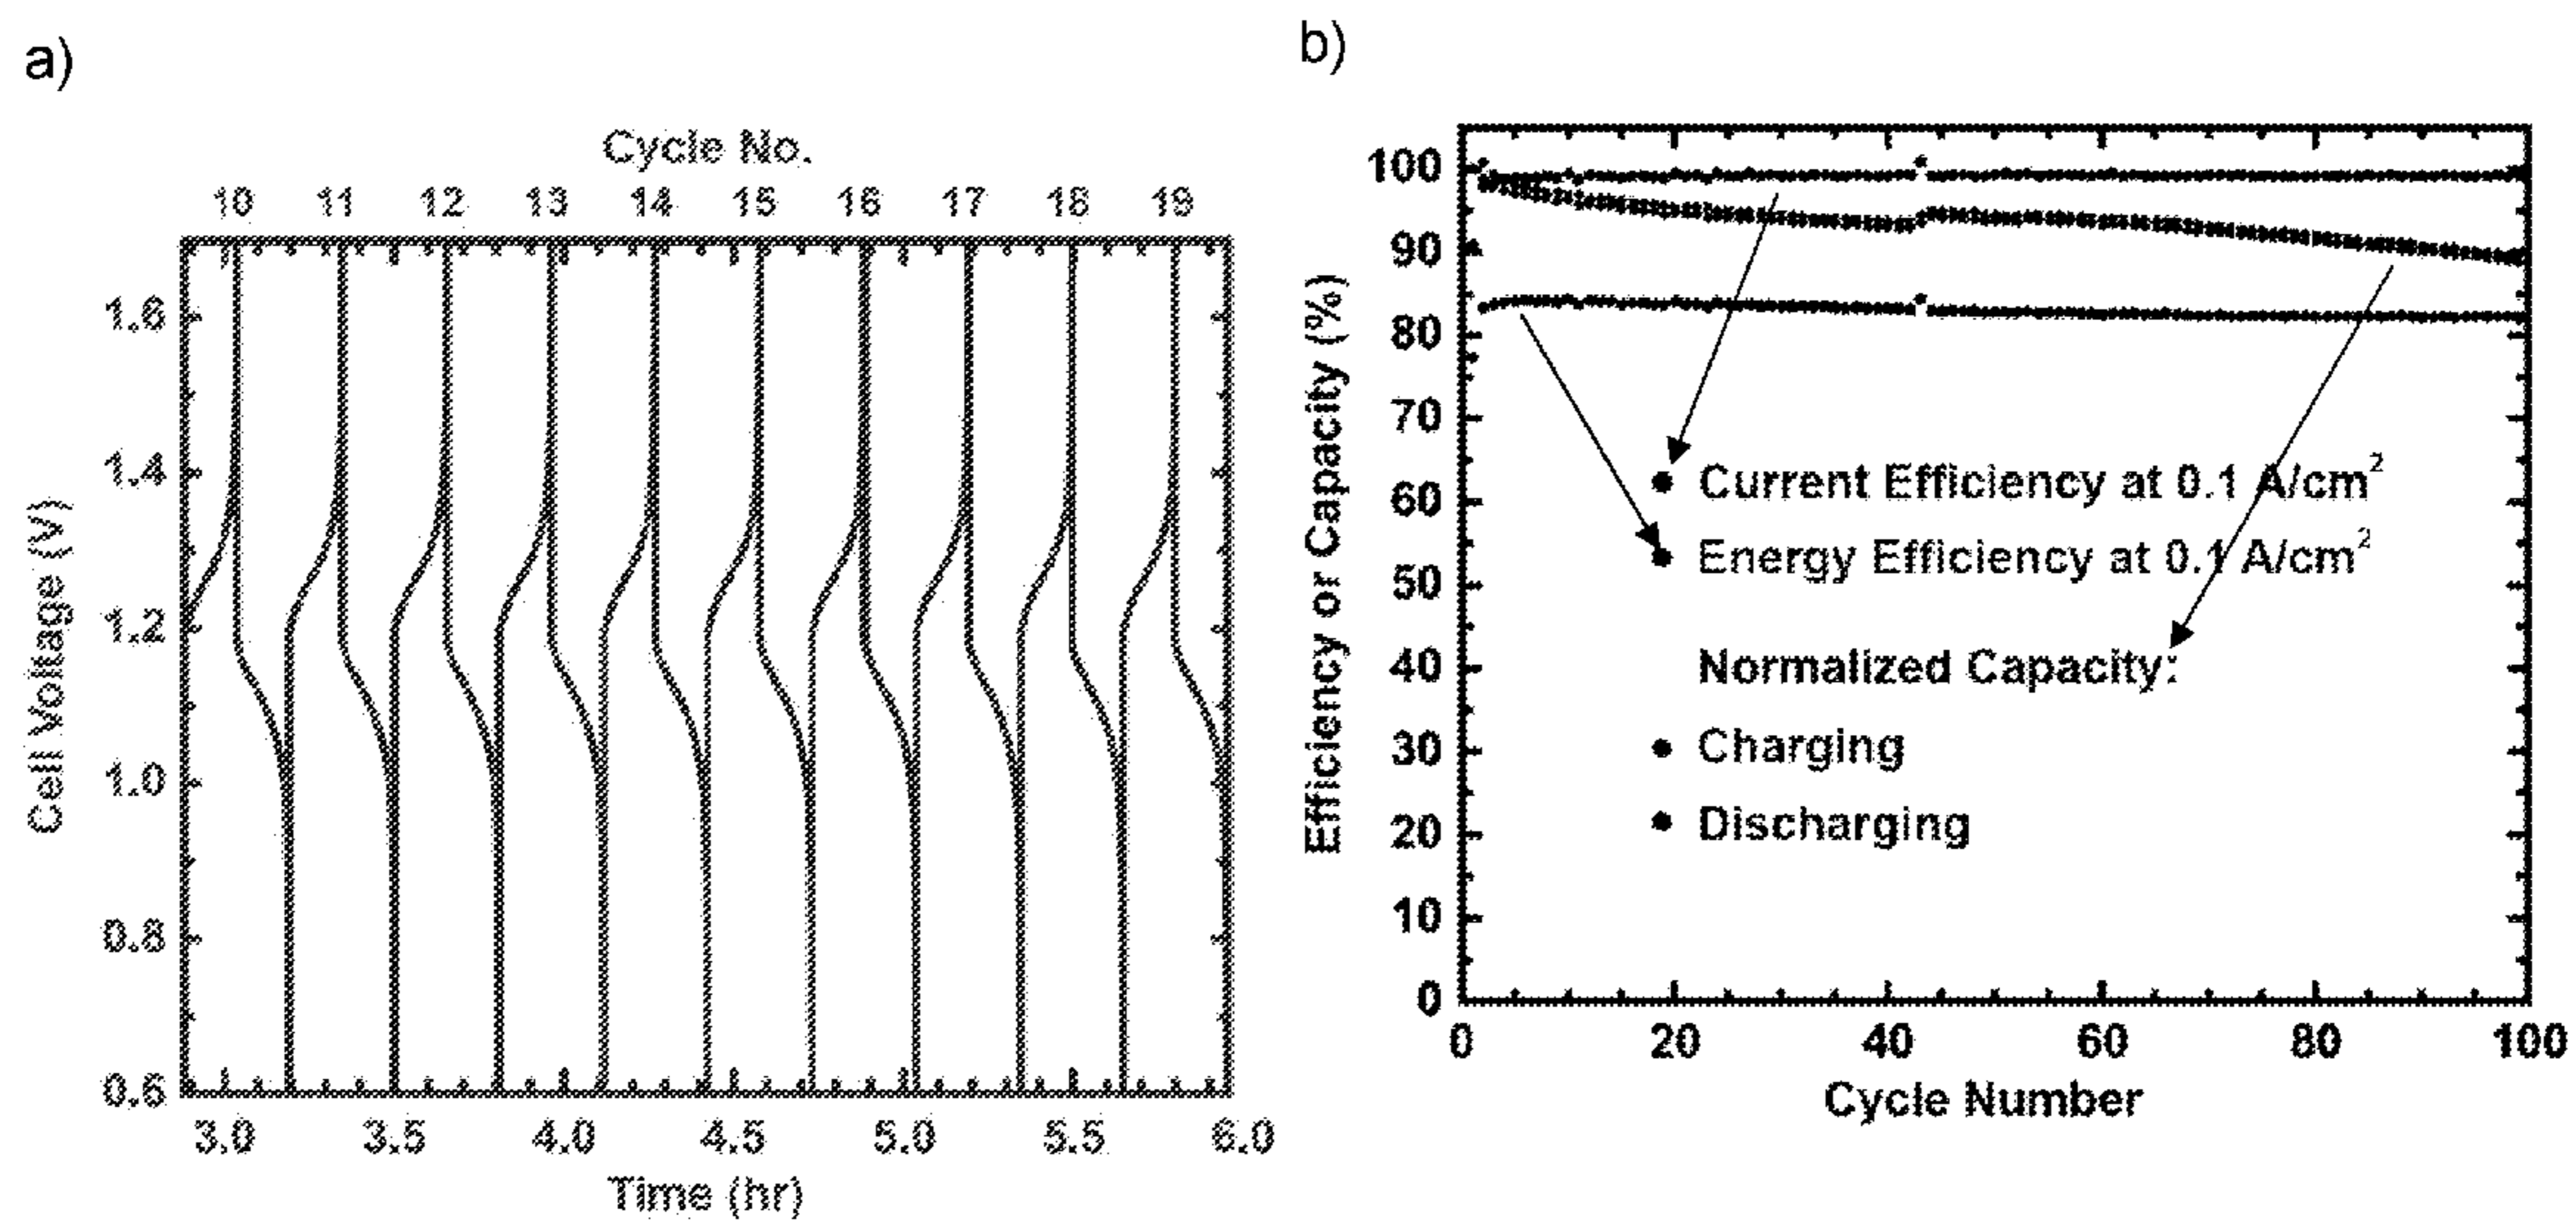 a)
Cycle No.
10 11 12 13 14 15 16 17 18 19
1.6
1.4
1.2
1.0
0.8
0.6
Cell Voltage (V)
3.0 3.5 4.0 4.5 5.0 5.5 6.0
Time (hr)
b)
100
90
80
70
60
50
40
30
20
10
0
Efficiency or Capacity (%)
• Current Efficiency at 0.1 A/cm²
• Energy Efficiency at 0.1 A/cm²
Normalized Capacity:
• Charging
• Discharging
0 20 40 60 80 100
Cycle Number